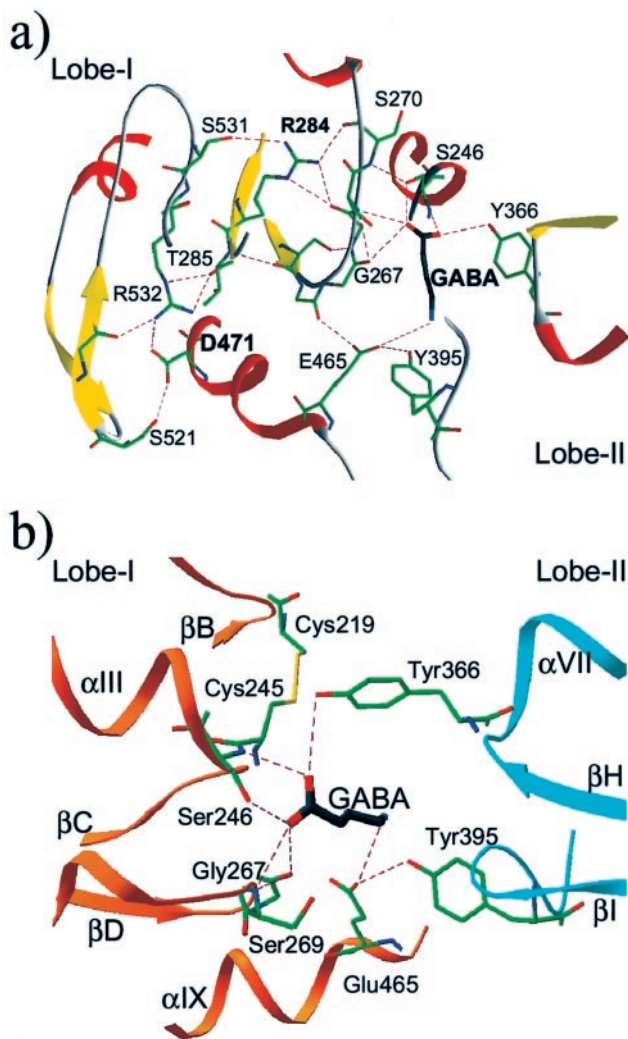 a)
Lobe-I
S531
R284
S270
S246
Y366
T285
R532
G267
GABA
D471
E465
Y395
S521
Lobe-II
b)
Lobe-I
Lobe-II
βB
Cys219
αIII
Cys245
Tyr366
αVII
βC
Ser246
GABA
βH
Gly267
Tyr395
βD
Ser269
βI
αIX
Glu465